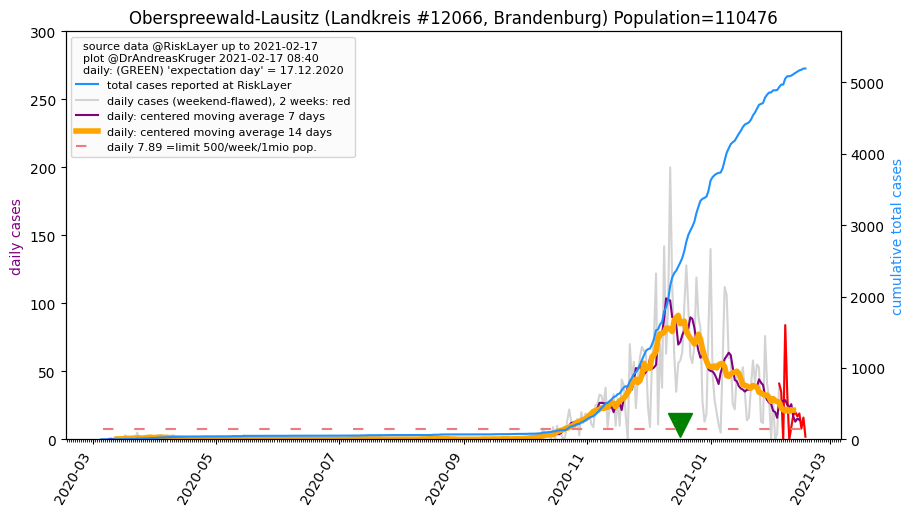 Oberspreewald-Lausitz (Landkreis #12066, Brandenburg) Population=110476
source data @RiskLayer up to 2021-02-17
plot @DrAndreasKruger 2021-02-17 08:40
daily: (GREEN) 'expectation day' = 17.12.2020
total cases reported at RiskLayer
daily cases (weekend-flawed), 2 weeks: red
daily: centered moving average 7 days
daily: centered moving average 14 days
daily 7.89 =limit 500/week/1mio pop.
daily cases
300
250
200
150
100
50
0
cumulative total cases
5000
4000
3000
2000
1000
0
2020-03
2020-05
2020-07
2020-09
2020-11
2021-01
2021-03